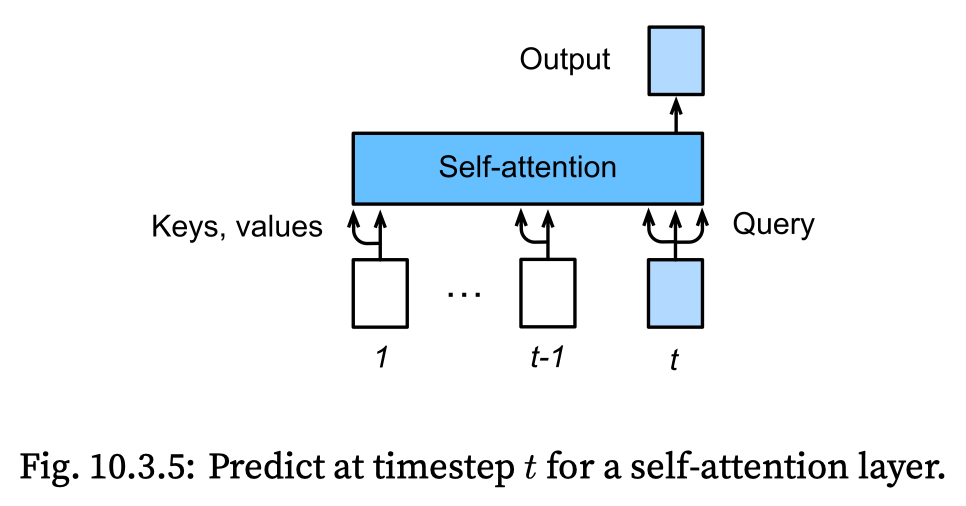 Output
Self-attention
Keys, values
Query
...
1
t-1
t
Fig. 10.3.5: Predict at timestep t for a self-attention layer.